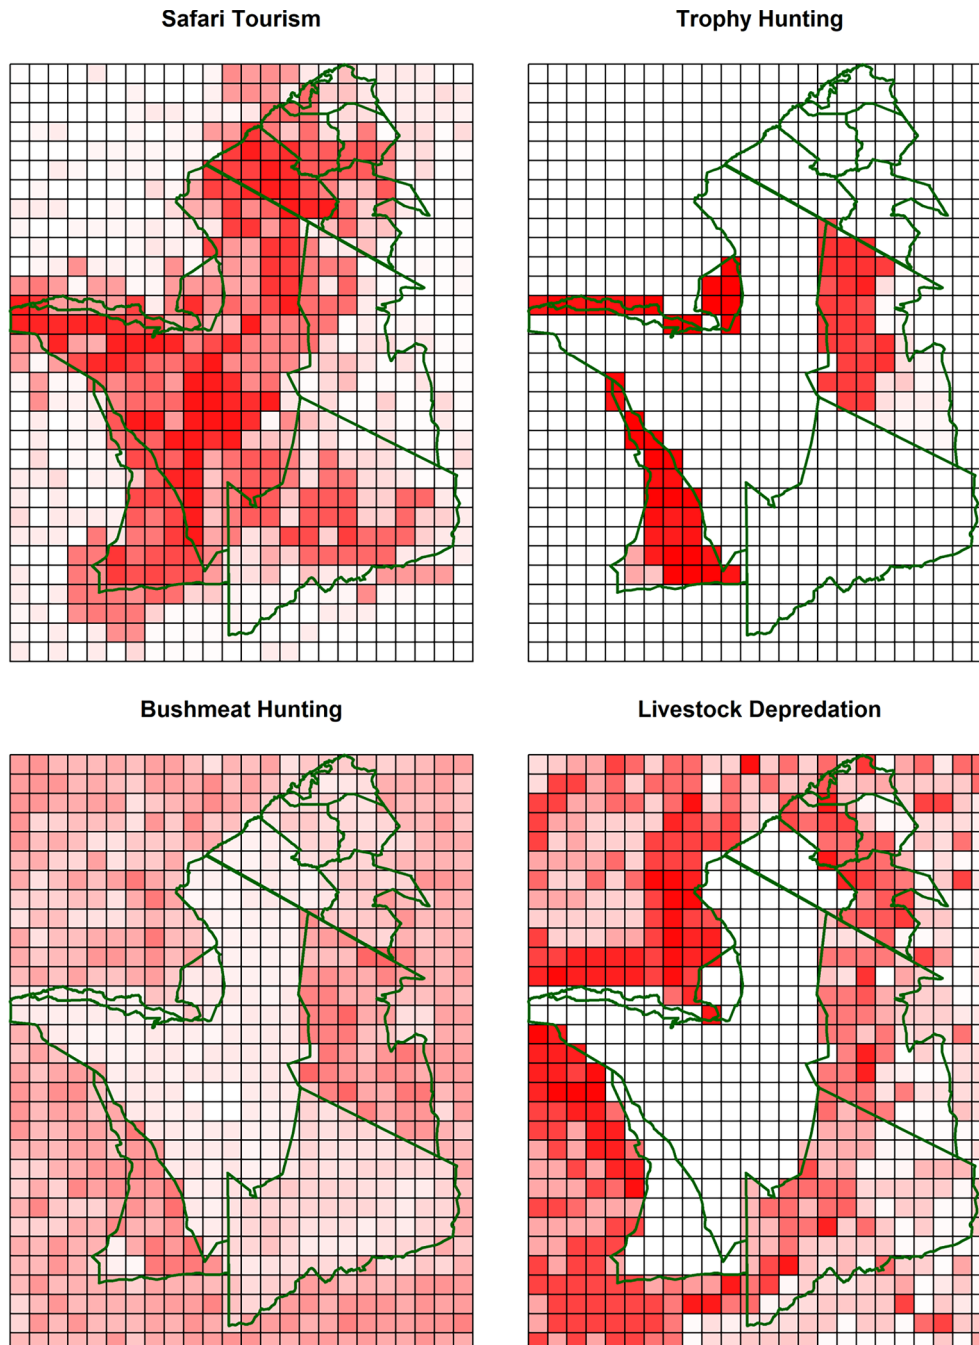 Safari Tourism
Trophy Hunting
Bushmeat Hunting
Livestock Depredation